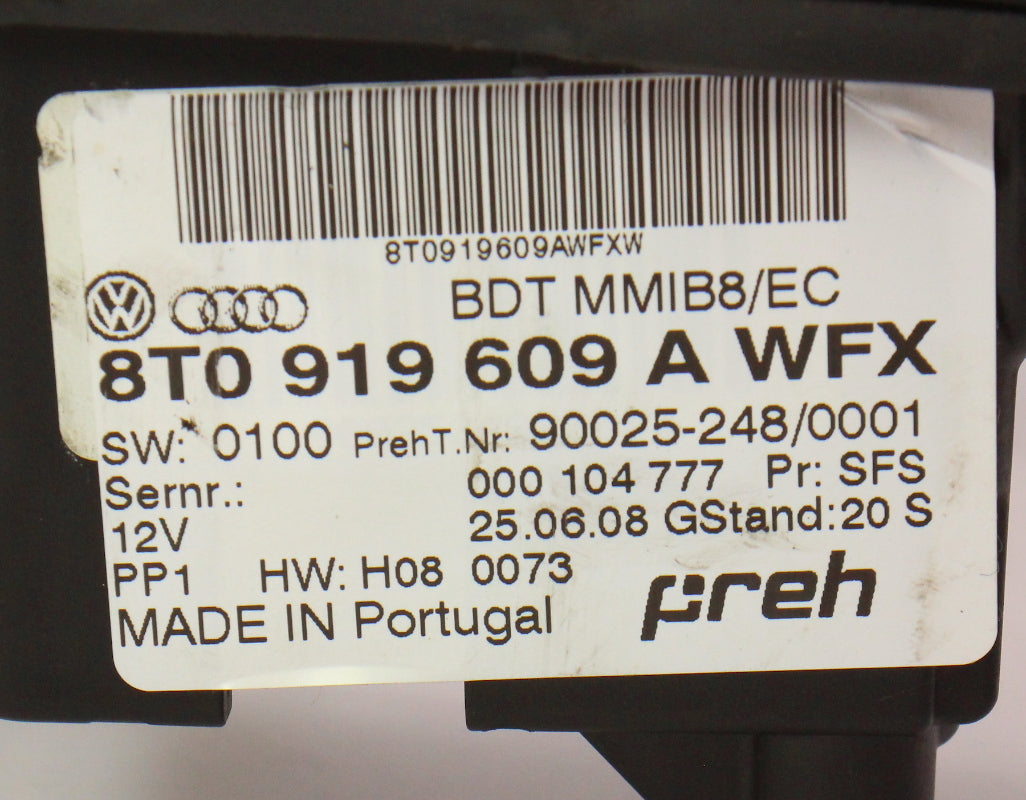 8T0919609AWFXW
BDT MMIB8/EC
8T0 919 609 A WFX
SW: 0100 PrehT.Nr: 90025-248/0001
Sernr.: 000 104 777 Pr: SFS
12V 25.06.08 GStand:20 S
PP1 HW: H08 0073
MADE IN Portugal preh